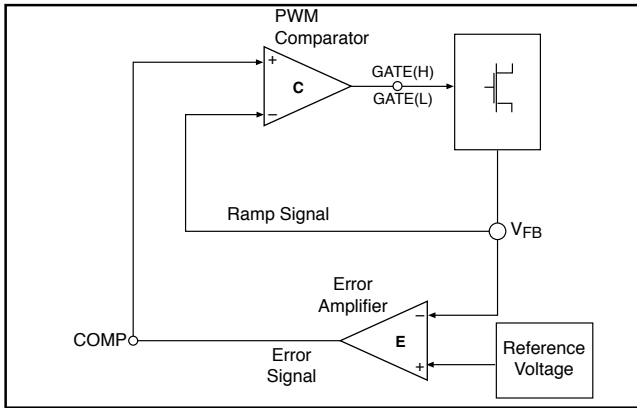 PWM
Comparator
+
C
–
GATE(H)
GATE(L)
Ramp Signal
VFB
Error
Amplifier
–
E
+
COMP
Error
Signal
Reference
Voltage